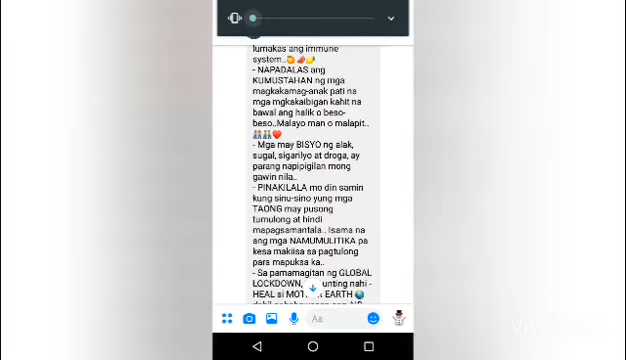 lumakas ang immune
system..🍊🌶️🍋
- NAPADALAS ang
KUMUSTAHAN ng mga
magkakamag-anak pati na
mga mgkakaibigan kahit na
bawal ang halik o beso-
beso..Malayo man o malapit..
👫👬❤️
- Mga may BISYO ng alak,
sugal, sigarilyo at droga, ay
parang napipigilan mong
gawin nila..
- PINAKILALA mo din samin
kung sinu-sino yung mga
TAONG may pusong
tumulong at hindi
mapagsamantala.. Isama na
ang mga NAMUMULITIKA pa
kesa makiisa sa pagtulong
para mapuksa ka..
- Sa pamamagitan ng GLOBAL
LOCKDOWN, unting nahi -
HEAL si EARTH 🌏
Aa